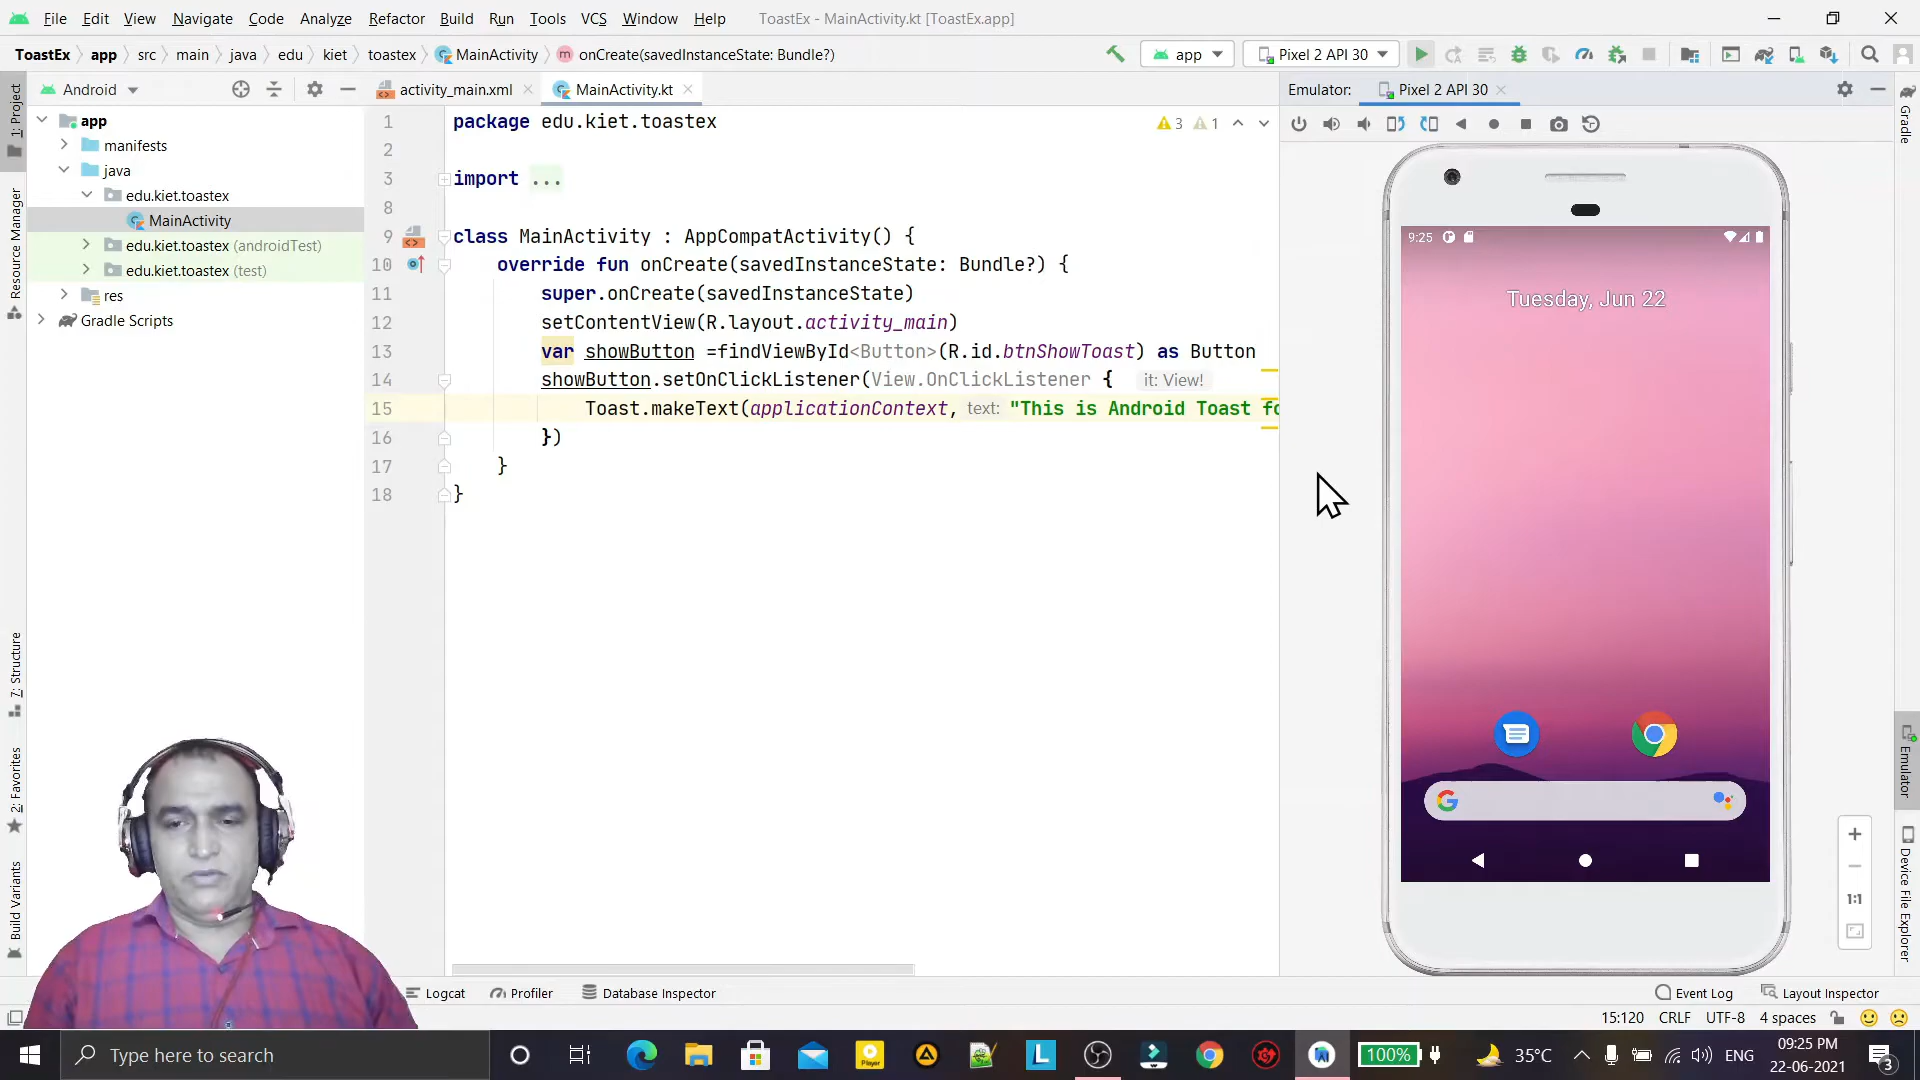 File Edit View Navigate Code Analyze Refactor Build Run Tools VCS Window Help ToastEx - MainActivity.kt [ToastEx.app]
ToastEx app src main java edu kiet toastex MainActivity onCreate(savedInstanceState: Bundle?) app Pixel 2 API 30
Android activity_main.xml MainActivity.kt Emulator: Pixel 2 API 30
1: Project
Resource Manager
7: Structure
2: Favorites
Build Variants
app
manifests
java
edu.kiet.toastex
MainActivity
edu.kiet.toastex (androidTest)
edu.kiet.toastex (test)
res
Gradle Scripts
3 1
1 package edu.kiet.toastex
2
3 import ...
8
9 class MainActivity : AppCompatActivity() {
10 override fun onCreate(savedInstanceState: Bundle?) {
11 super.onCreate(savedInstanceState)
12 setContentView(R.layout.activity_main)
13 var showButton =findViewById<Button>(R.id.btnShowToast) as Button
14 showButton.setOnClickListener(View.OnClickListener { it: View!
15 Toast.makeText(applicationContext, text: "This is Android Toast fo
16 })
17 }
18 }
9:25
Tuesday, Jun 22
1:1
Gradle
Emulator
Device File Explorer
Logcat Profiler Database Inspector Event Log Layout Inspector
15:120 CRLF UTF-8 4 spaces
Type here to search 100% 35°C ENG
09:25 PM
22-06-2021
3